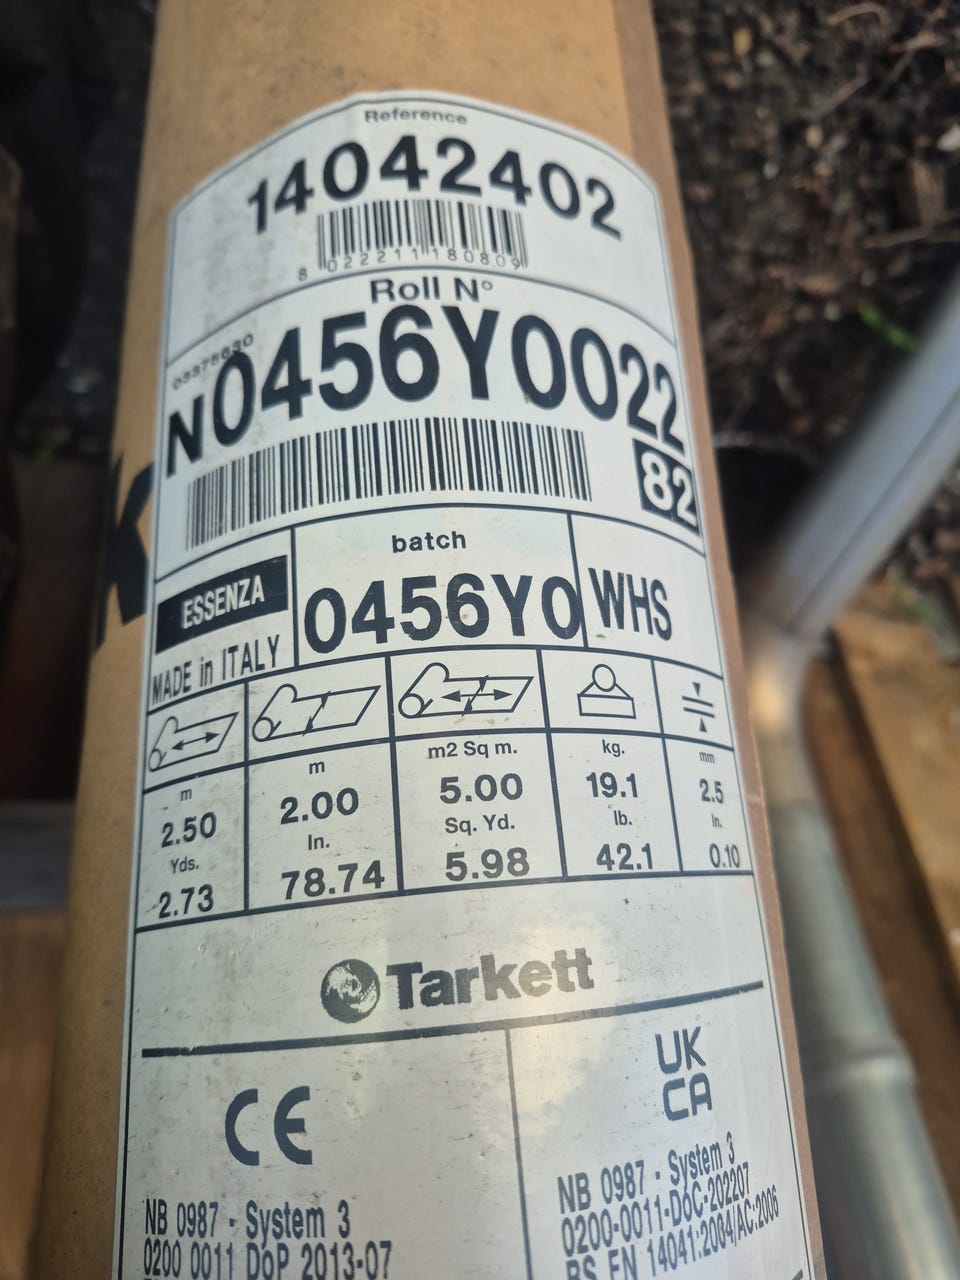 Reference
14042402
8 022211 180809
Roll N°
03375630
N0456Y0022
82
ESSENZA
MADE in ITALY
batch
0456Y0
WHS
m
2.50
Yds.
2.73
m
2.00
In.
78.74
m2 Sq m.
5.00
Sq. Yd.
5.98
kg.
19.1
lb.
42.1
mm
2.5
In.
0.10
Tarkett
CE
NB 0987 - System 3
0200 0011 DoP 2013-07
UK
CA
NB 0987 - System 3
0200-0011-DoC-202207
BS EN 14041:2004/AC:2006
K